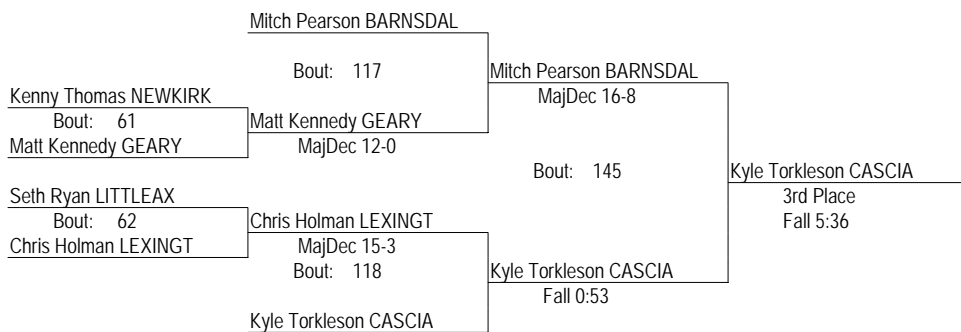 Mitch Pearson BARNSDAL
Bout: 117
Mitch Pearson BARNSDAL
Kenny Thomas NEWKIRK
MajDec 16-8
Bout: 61
Matt Kennedy GEARY
Matt Kennedy GEARY
MajDec 12-0
Bout: 145
Kyle Torkleson CASCIA
Seth Ryan LITTLEAX
3rd Place
Bout: 62
Chris Holman LEXINGT
Fall 5:36
Chris Holman LEXINGT
MajDec 15-3
Bout: 118
Kyle Torkleson CASCIA
Fall 0:53
Kyle Torkleson CASCIA